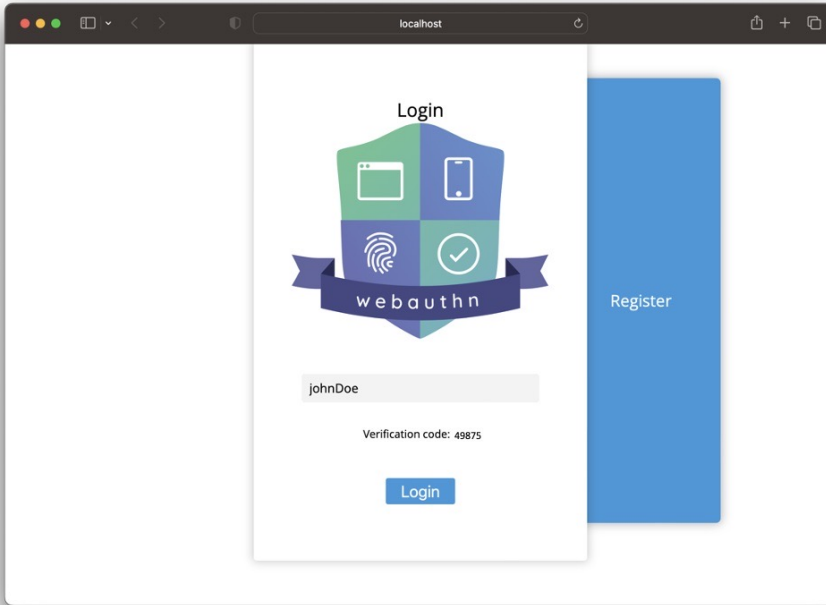 localhost
Login
webauthn
Register
johnDoe
Verification code: 49875
Login